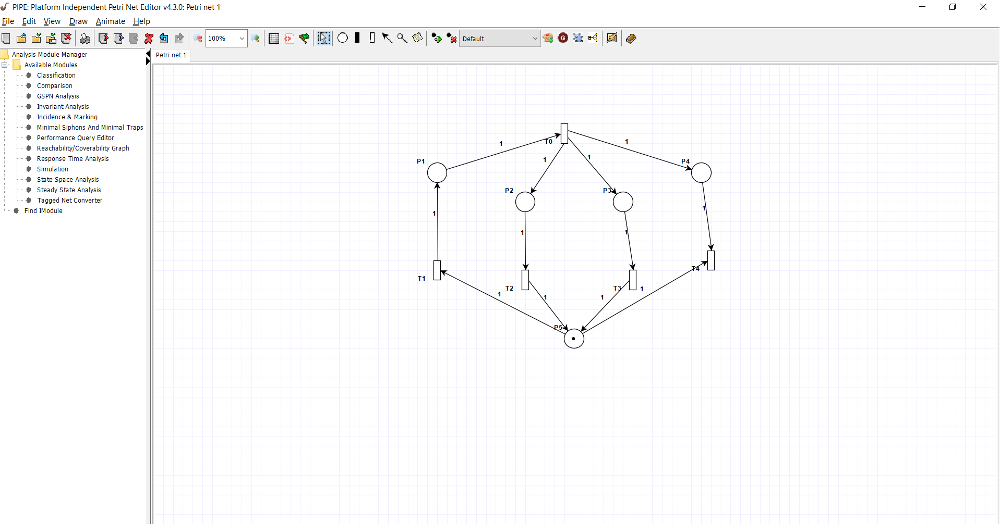 PIPE: Platform Independent Petri Net Editor v4.3.0: Petri net 1
File Edit View Draw Animate Help
100%
G
Default
Analysis Module Manager
Available Modules
Classification
Comparison
GSPN Analysis
Invariant Analysis
Incidence & Marking
Minimal Siphons And Minimal Traps
Performance Query Editor
Reachability/Coverability Graph
Response Time Analysis
Simulation
State Space Analysis
Steady State Analysis
Tagged Net Converter
Find IModule
Petri net 1
T0
1
1
1
1
P1
P4
P2
P3
1
1
1
1
T1
T4
T2
T3
1
1
1
1
P5